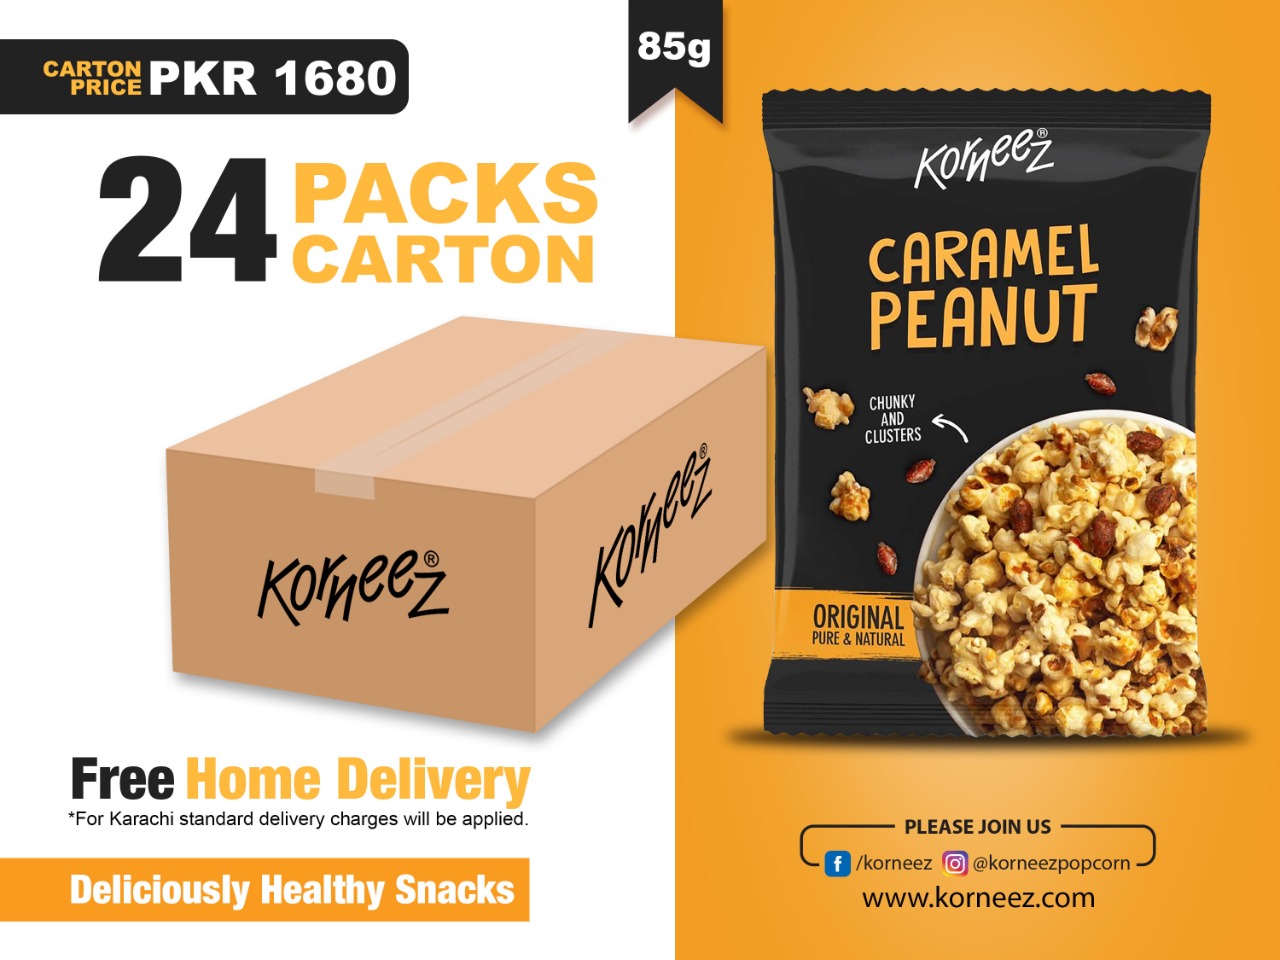 CARTON
PRICE PKR 1680
24 PACKS
CARTON
Korneez®
Korneez®
Free Home Delivery
*For Karachi standard delivery charges will be applied.
Deliciously Healthy Snacks
85g
Korneez®
CARAMEL
PEANUT
CHUNKY
AND
CLUSTERS
ORIGINAL
PURE & NATURAL
PLEASE JOIN US
f /korneez @korneezpopcorn
www.korneez.com